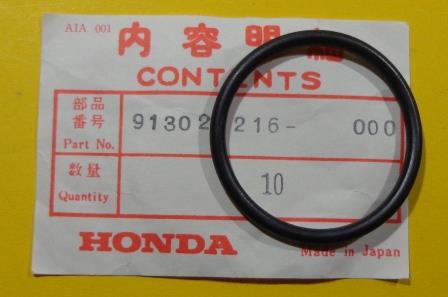 AIA 001
内容明
CONTENTS
部品
番号
Part No.
91302 216- 000
数量
Quantity
10
HONDA
Made in Japan